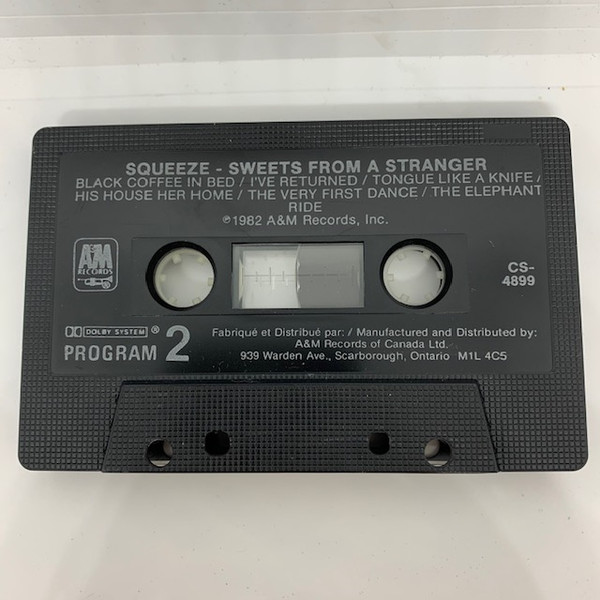 SQUEEZE - SWEETS FROM A STRANGER
BLACK COFFEE IN BED / I'VE RETURNED / TONGUE LIKE A KNIFE /
HIS HOUSE HER HOME / THE VERY FIRST DANCE / THE ELEPHANT
RIDE
℗1982 A&M Records, Inc.
A&M
RECORDS
CS-
4899
DOLBY SYSTEM ®
PROGRAM 2
Fabriqué et Distribué par: / Manufactured and Distributed by:
A&M Records of Canada Ltd.
939 Warden Ave., Scarborough, Ontario M1L 4C5